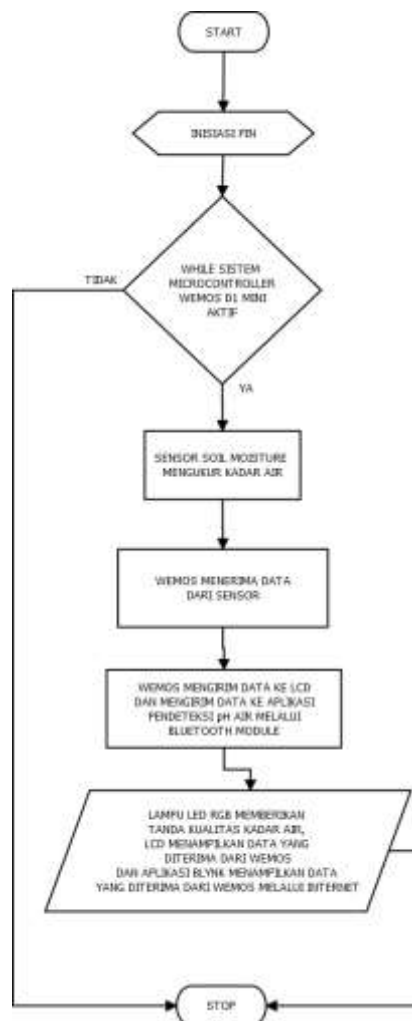 START
INISIASI PIN
WHILE SISTEM
MICROCONTROLLER
WEMOS D1 MINI
AKTIF
TIDAK
YA
SENSOR SOIL MOISTURE
MENGUKUR KADAR AIR
WEMOS MENERIMA DATA
DARI SENSOR
WEMOS MENGIRIM DATA KE LCD
DAN MENGIRIM DATA KE APLIKASI
PENDETEKSI pH AIR MELALUI
BLUETOOTH MODULE
LAMPU LED RGB MEMBERIKAN
TANDA KUALITAS KADAR AIR,
LCD MENAMPILKAN DATA YANG
DITERIMA DARI WEMOS
DAN APLIKASI BLYNK MENAMPILKAN DATA
YANG DITERIMA DARI WEMOS MELALUI INTERNET
STOP